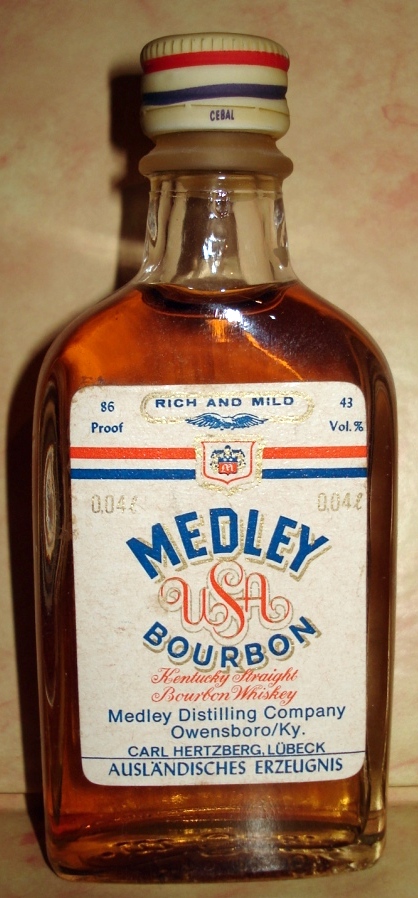 CEBAL
RICH AND MILD
86 Proof
43 Vol.%
M
0,04ℓ 0,04ℓ
MEDLEY
USA
BOURBON
Kentucky Straight
Bourbon Whiskey
Medley Distilling Company
Owensboro/Ky.
CARL HERTZBERG, LÜBECK
AUSLÄNDISCHES ERZEUGNIS